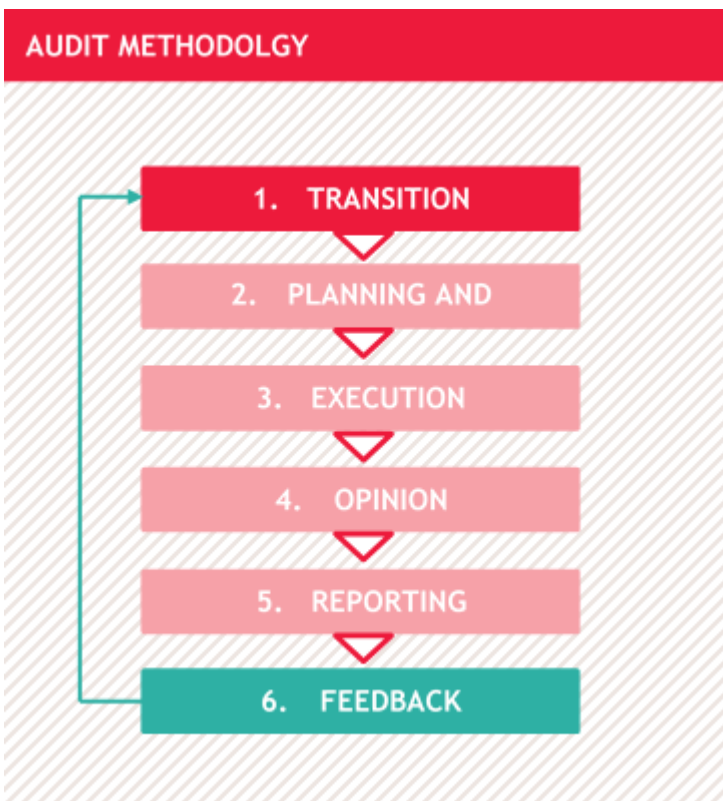 AUDIT METHODOLGY
1. TRANSITION
2. PLANNING AND
3. EXECUTION
4. OPINION
5. REPORTING
6. FEEDBACK